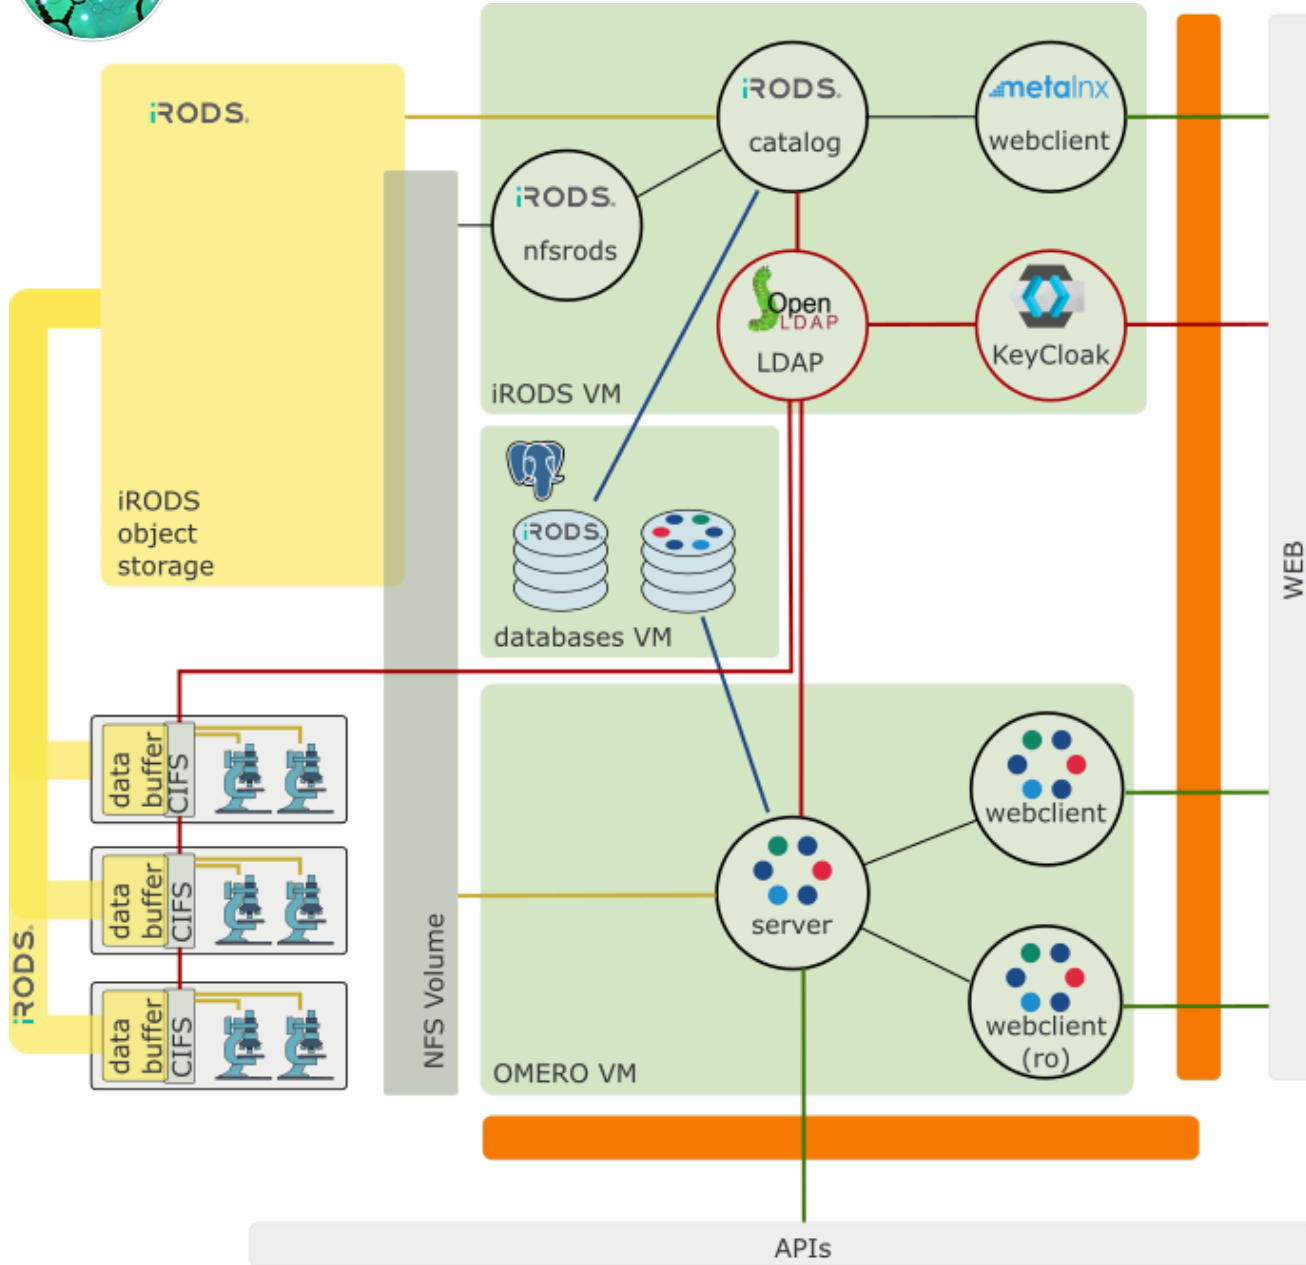 iRODS.
iRODS
object
storage
iRODS.
catalog
metalnx
webclient
iRODS.
nfsrods
Open
LDAP
LDAP
KeyCloak
iRODS VM
iRODS.
databases VM
WEB
data
buffer
CIFS
data
buffer
CIFS
data
buffer
CIFS
iRODS.
NFS Volume
server
webclient
webclient
(ro)
OMERO VM
APIs